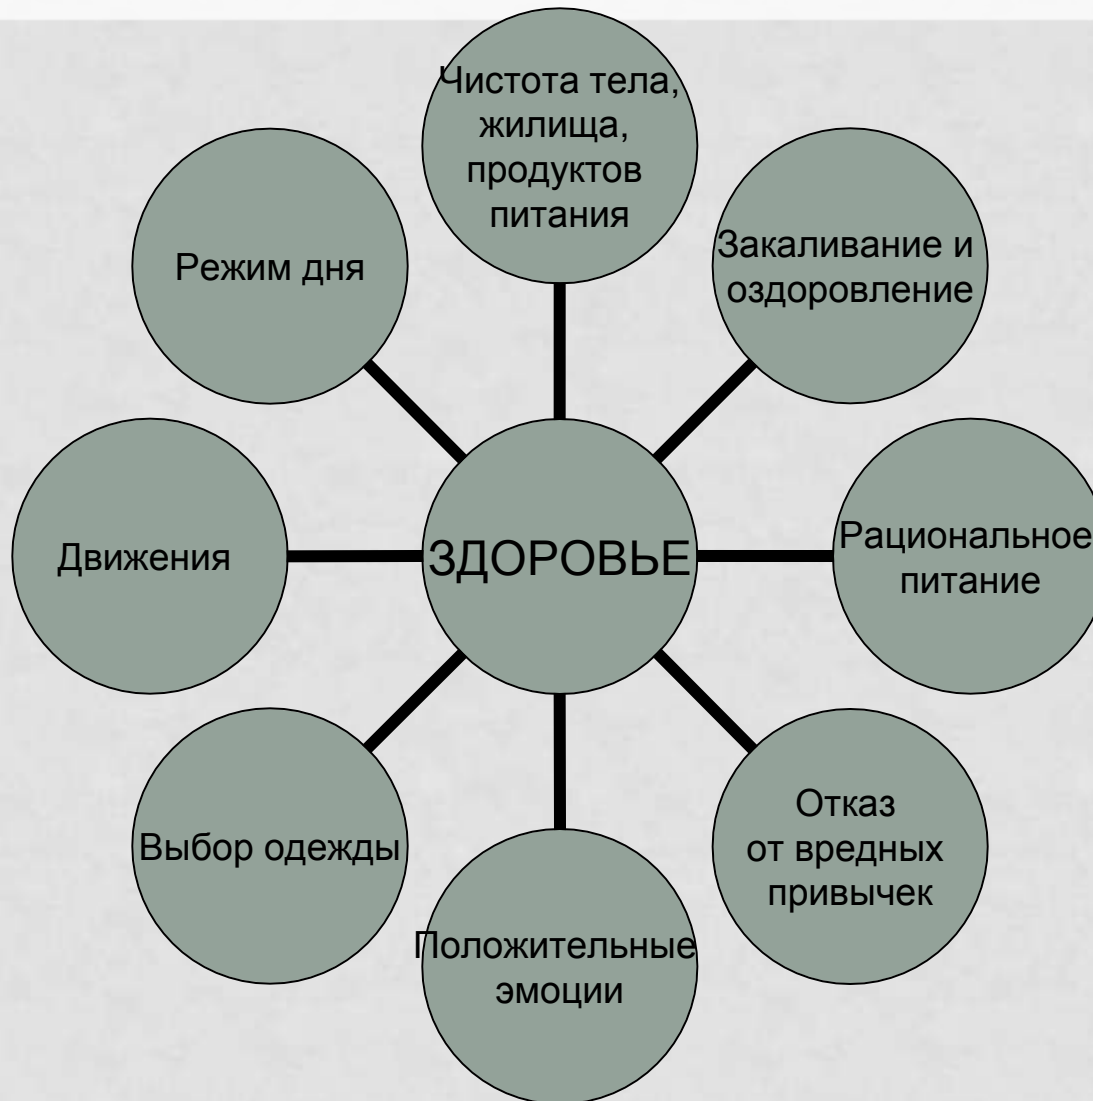 Чистота тела,
жилища,
продуктов
питания
Закаливание и
оздоровление
Режим дня
Рациональное
питание
Движения
ЗДОРОВЬЕ
Отказ
от вредных
привычек
Выбор одежды
Положительные
эмоции